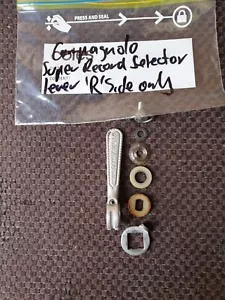 PRESS AND SEAL
Campagnolo
Super Record Selector
Lever 'R' Side only